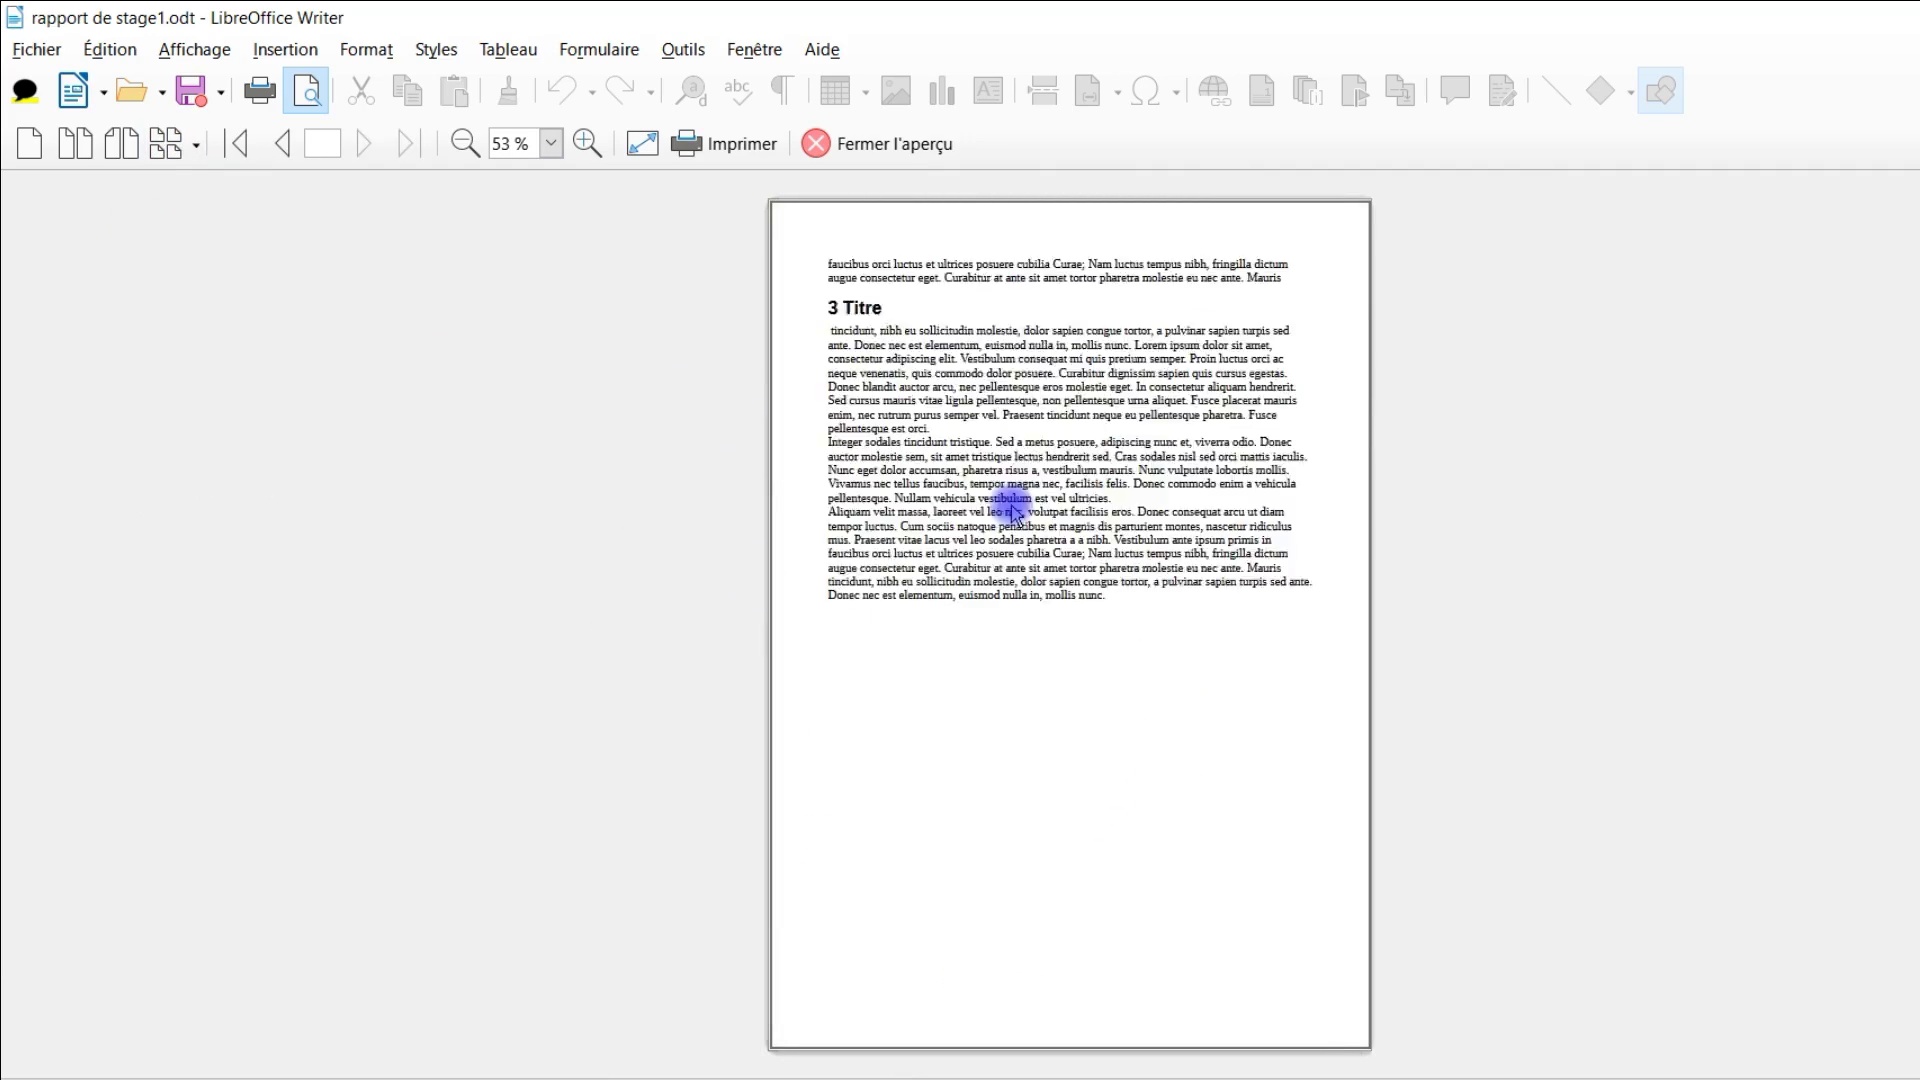 rapport de stage1.odt - LibreOffice Writer
Fichier Édition Affichage Insertion Format Styles Tableau Formulaire Outils Fenêtre Aide
53 % Imprimer Fermer l'aperçu
faucibus orci luctus et ultrices posuere cubilia Curae; Nam luctus tempus nibh, fringilla dictum
augue consectetur eget. Curabitur at ante sit amet tortor pharetra molestie eu nec ante. Mauris
3 Titre
tincidunt, nibh eu sollicitudin molestie, dolor sapien congue tortor, a pulvinar sapien turpis sed
ante. Donec nec est elementum, euismod nulla in, mollis nunc. Lorem ipsum dolor sit amet,
consectetur adipiscing elit. Vestibulum consequat mi quis pretium semper. Proin luctus orci ac
neque venenatis, quis commodo dolor posuere. Curabitur dignissim sapien quis cursus egestas.
Donec blandit auctor arcu, nec pellentesque eros molestie eget. In consectetur aliquam hendrerit.
Sed cursus mauris vitae ligula pellentesque, non pellentesque urna aliquet. Fusce placerat mauris
enim, nec rutrum purus semper vel. Praesent tincidunt neque eu pellentesque pharetra. Fusce
pellentesque est orci.
Integer sodales tincidunt tristique. Sed a metus posuere, adipiscing nunc et, viverra odio. Donec
auctor molestie sem, sit amet tristique lectus hendrerit sed. Cras sodales nisl sed orci mattis iaculis.
Nunc eget dolor accumsan, pharetra risus a, vestibulum mauris. Nunc vulputate lobortis mollis.
Vivamus nec tellus faucibus, tempor magna nec, facilisis felis. Donec commodo enim a vehicula
pellentesque. Nullam vehicula vestibulum est vel ultricies.
Aliquam velit massa, laoreet vel leo volutpat facilisis eros. Donec consequat arcu ut diam
tempor luctus. Cum sociis natoque penatibus et magnis dis parturient montes, nascetur ridiculus
mus. Praesent vitae lacus vel leo sodales pharetra a a nibh. Vestibulum ante ipsum primis in
faucibus orci luctus et ultrices posuere cubilia Curae; Nam luctus tempus nibh, fringilla dictum
augue consectetur eget. Curabitur at ante sit amet tortor pharetra molestie eu nec ante. Mauris
tincidunt, nibh eu sollicitudin molestie, dolor sapien congue tortor, a pulvinar sapien turpis sed ante.
Donec nec est elementum, euismod nulla in, mollis nunc.